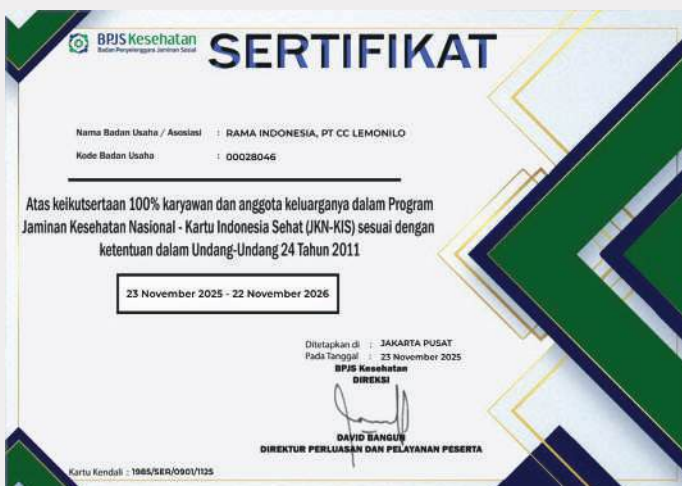 BPJS Kesehatan
Badan Penyelenggara Jaminan Sosial
SERTIFIKAT
Nama Badan Usaha / Asosiasi : RAMA INDONESIA, PT CC LEMONILO
Kode Badan Usaha : 00028046
Atas keikutsertaan 100% karyawan dan anggota keluarganya dalam Program
Jaminan Kesehatan Nasional - Kartu Indonesia Sehat (JKN-KIS) sesuai dengan
ketentuan dalam Undang-Undang 24 Tahun 2011
23 November 2025 - 22 November 2026
Ditetapkan di : JAKARTA PUSAT
Pada Tanggal : 23 November 2025
BPJS Kesehatan
DIREKSI
DAVID BANGUN
DIREKTUR PERLUASAN DAN PELAYANAN PESERTA
Kartu Kendali : 1985/SER/0901/1125